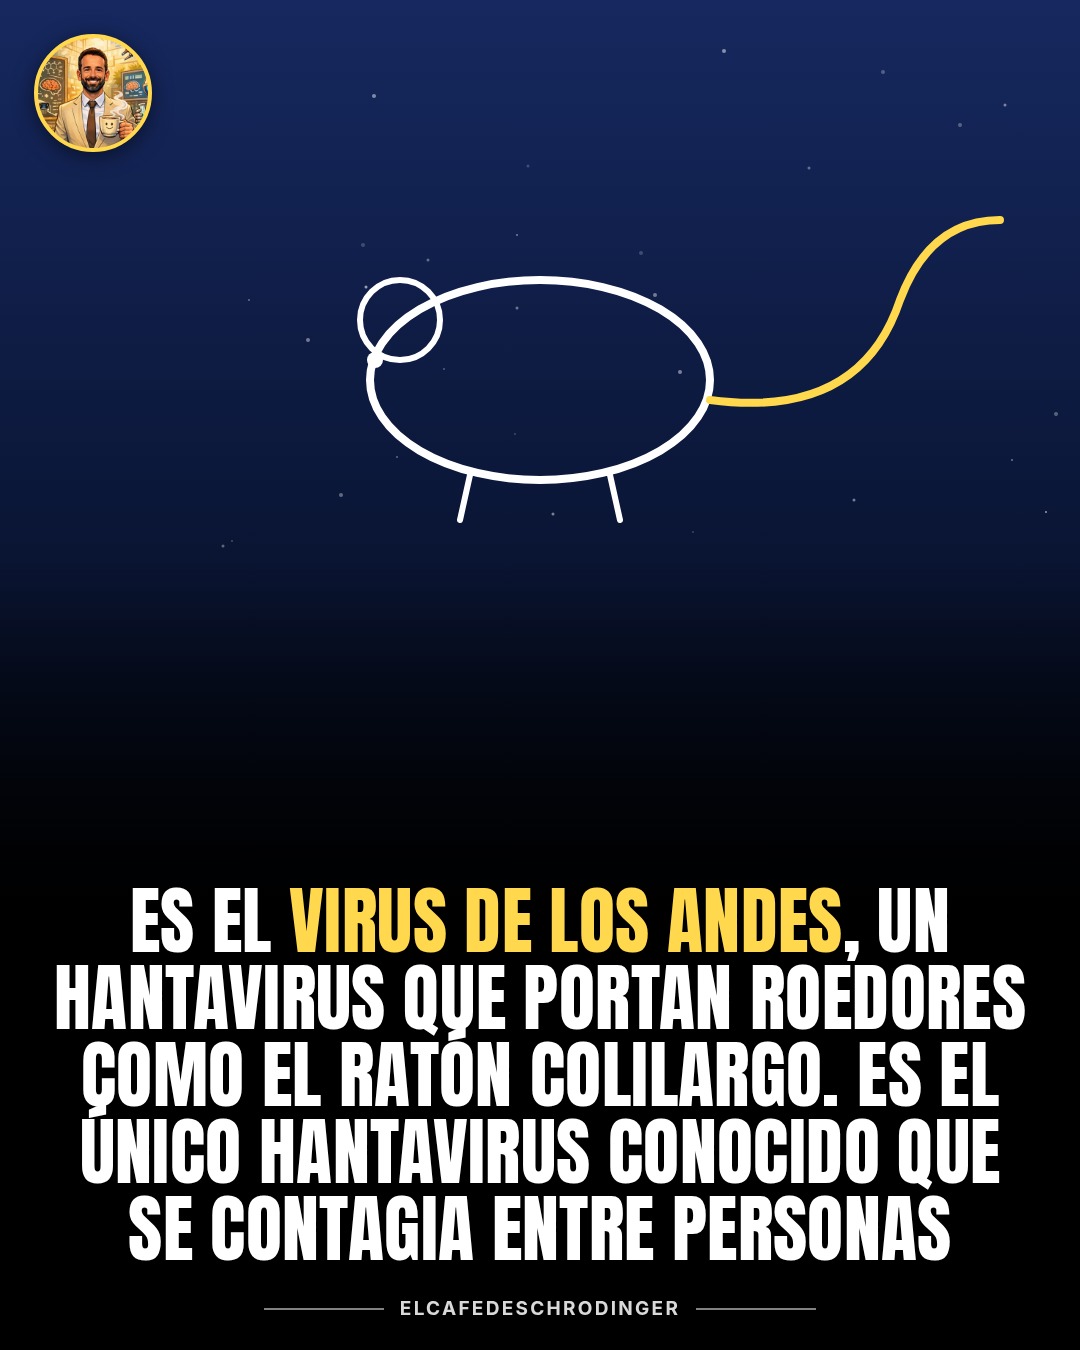 ES EL VIRUS DE LOS ANDES, UN
HANTAVIRUS QUE PORTAN ROEDORES
COMO EL RATÓN COLILARGO. ES EL
ÚNICO HANTAVIRUS CONOCIDO QUE
SE CONTAGIA ENTRE PERSONAS
ELCAFEDESCHRODINGER